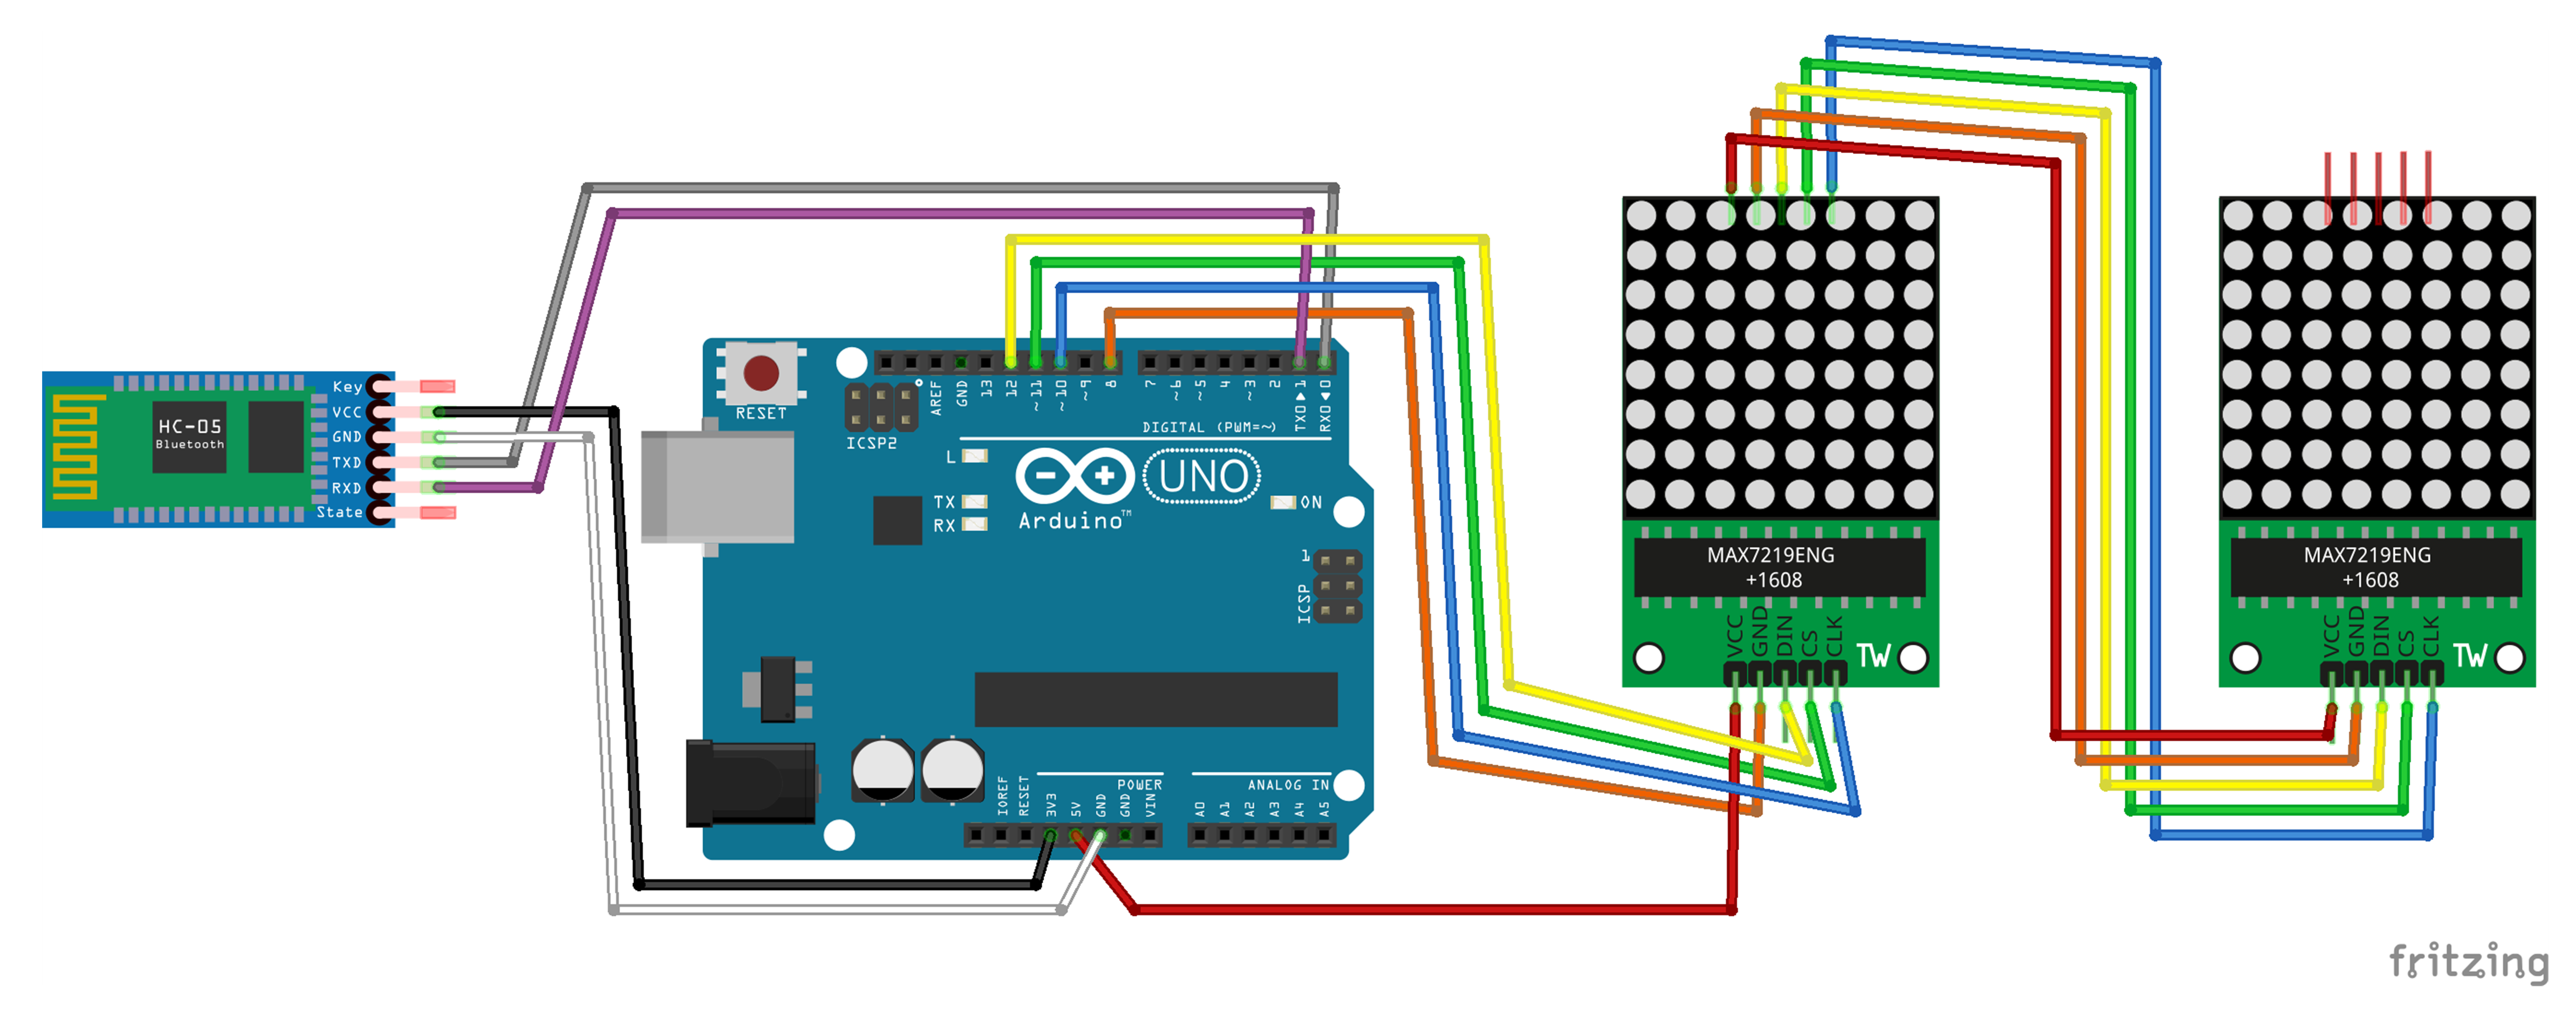 Key
VCC
GND
TXD
RXD
State
HC-05
Bluetooth
RESET
ICSP2
AREF
GND
13
12
~11
~10
~9
8
7
~6
~5
4
~3
2
TX0▶1
RX0◀0
DIGITAL (PWM=~)
L
TX
RX
UNO
Arduino™
ON
1
ICSP
IOREF
RESET
3V3
5V
GND
GND
VIN
POWER
ANALOG IN
A0
A1
A2
A3
A4
A5
MAX7219ENG
+1608
VCC
GND
DIN
CS
CLK
TW
MAX7219ENG
+1608
VCC
GND
DIN
CS
CLK
TW
fritzing